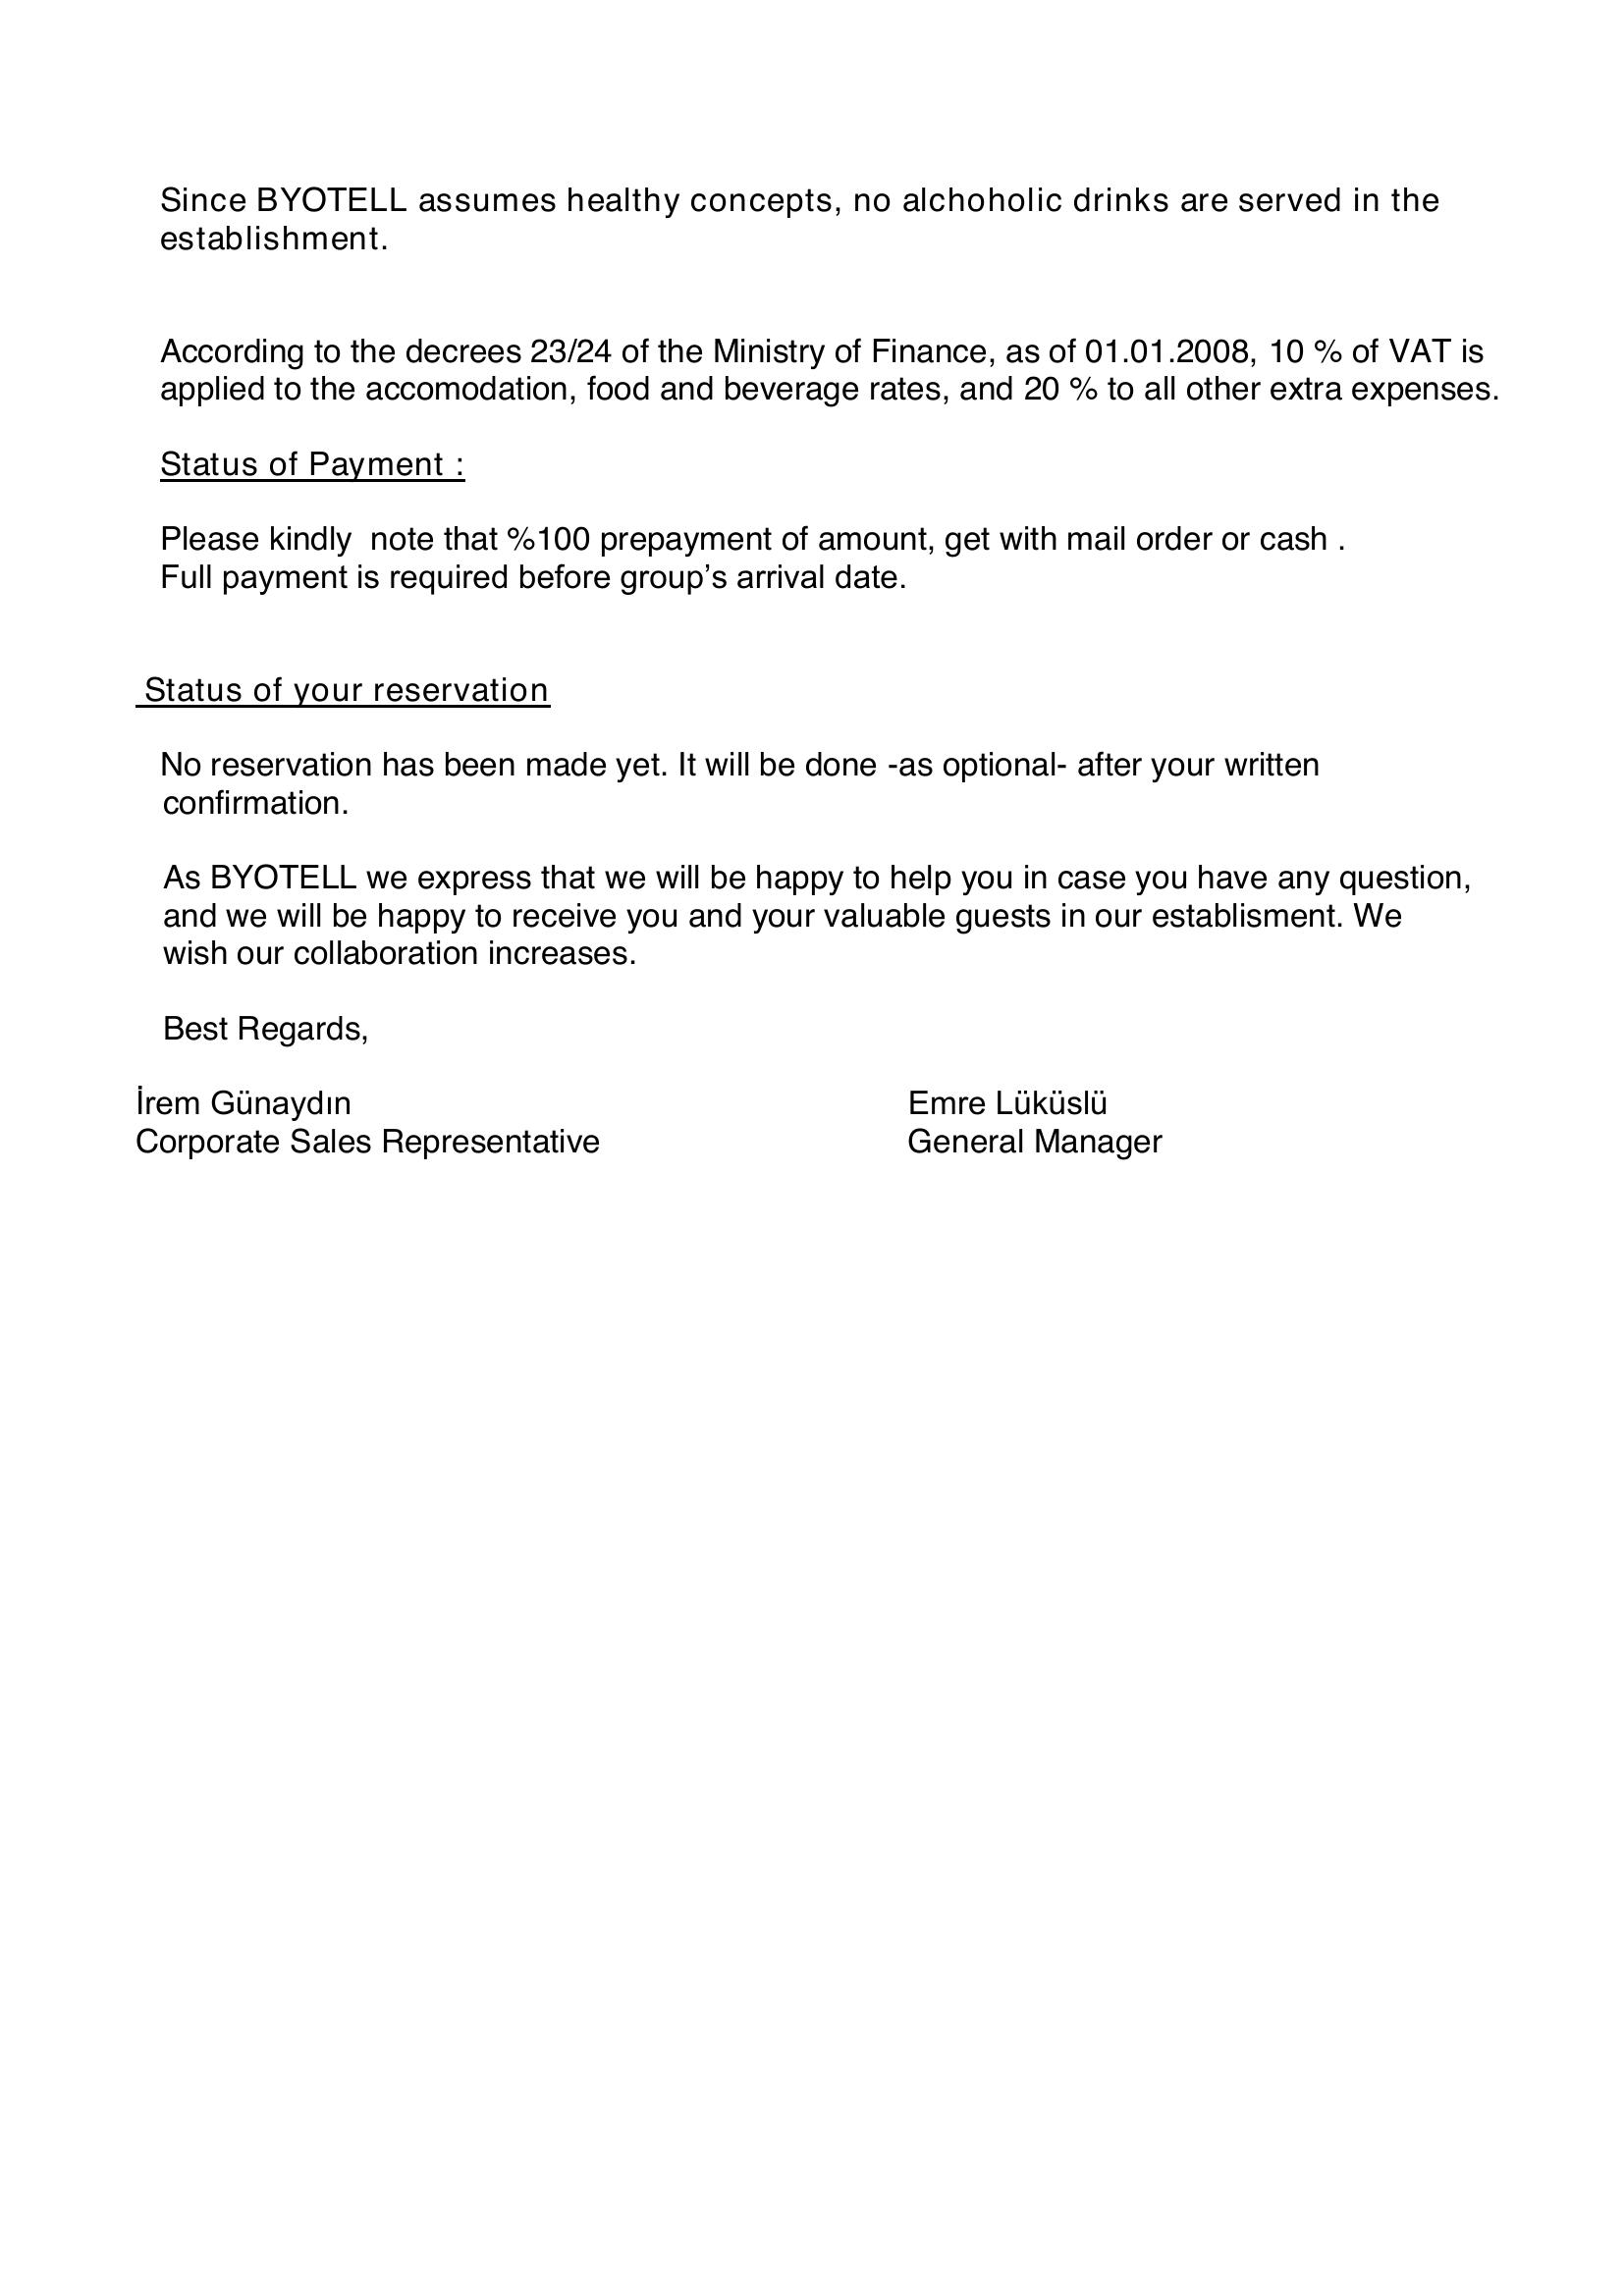 Since BYOTELL assumes healthy concepts, no alchoholic drinks are served in the
establishment.
According to the decrees 23/24 of the Ministry of Finance, as of 01.01.2008, 10 % of VAT is
applied to the accomodation, food and beverage rates, and 20 % to all other extra expenses.
Status of Payment :
Please kindly  note that %100 prepayment of amount, get with mail order or cash .
Full payment is required before group’s arrival date.
Status of your reservation
No reservation has been made yet. It will be done -as optional- after your written
confirmation.
As BYOTELL we express that we will be happy to help you in case you have any question,
and we will be happy to receive you and your valuable guests in our establisment. We
wish our collaboration increases.
Best Regards,
İrem Günaydın Emre Lüküslü
Corporate Sales Representative General Manager